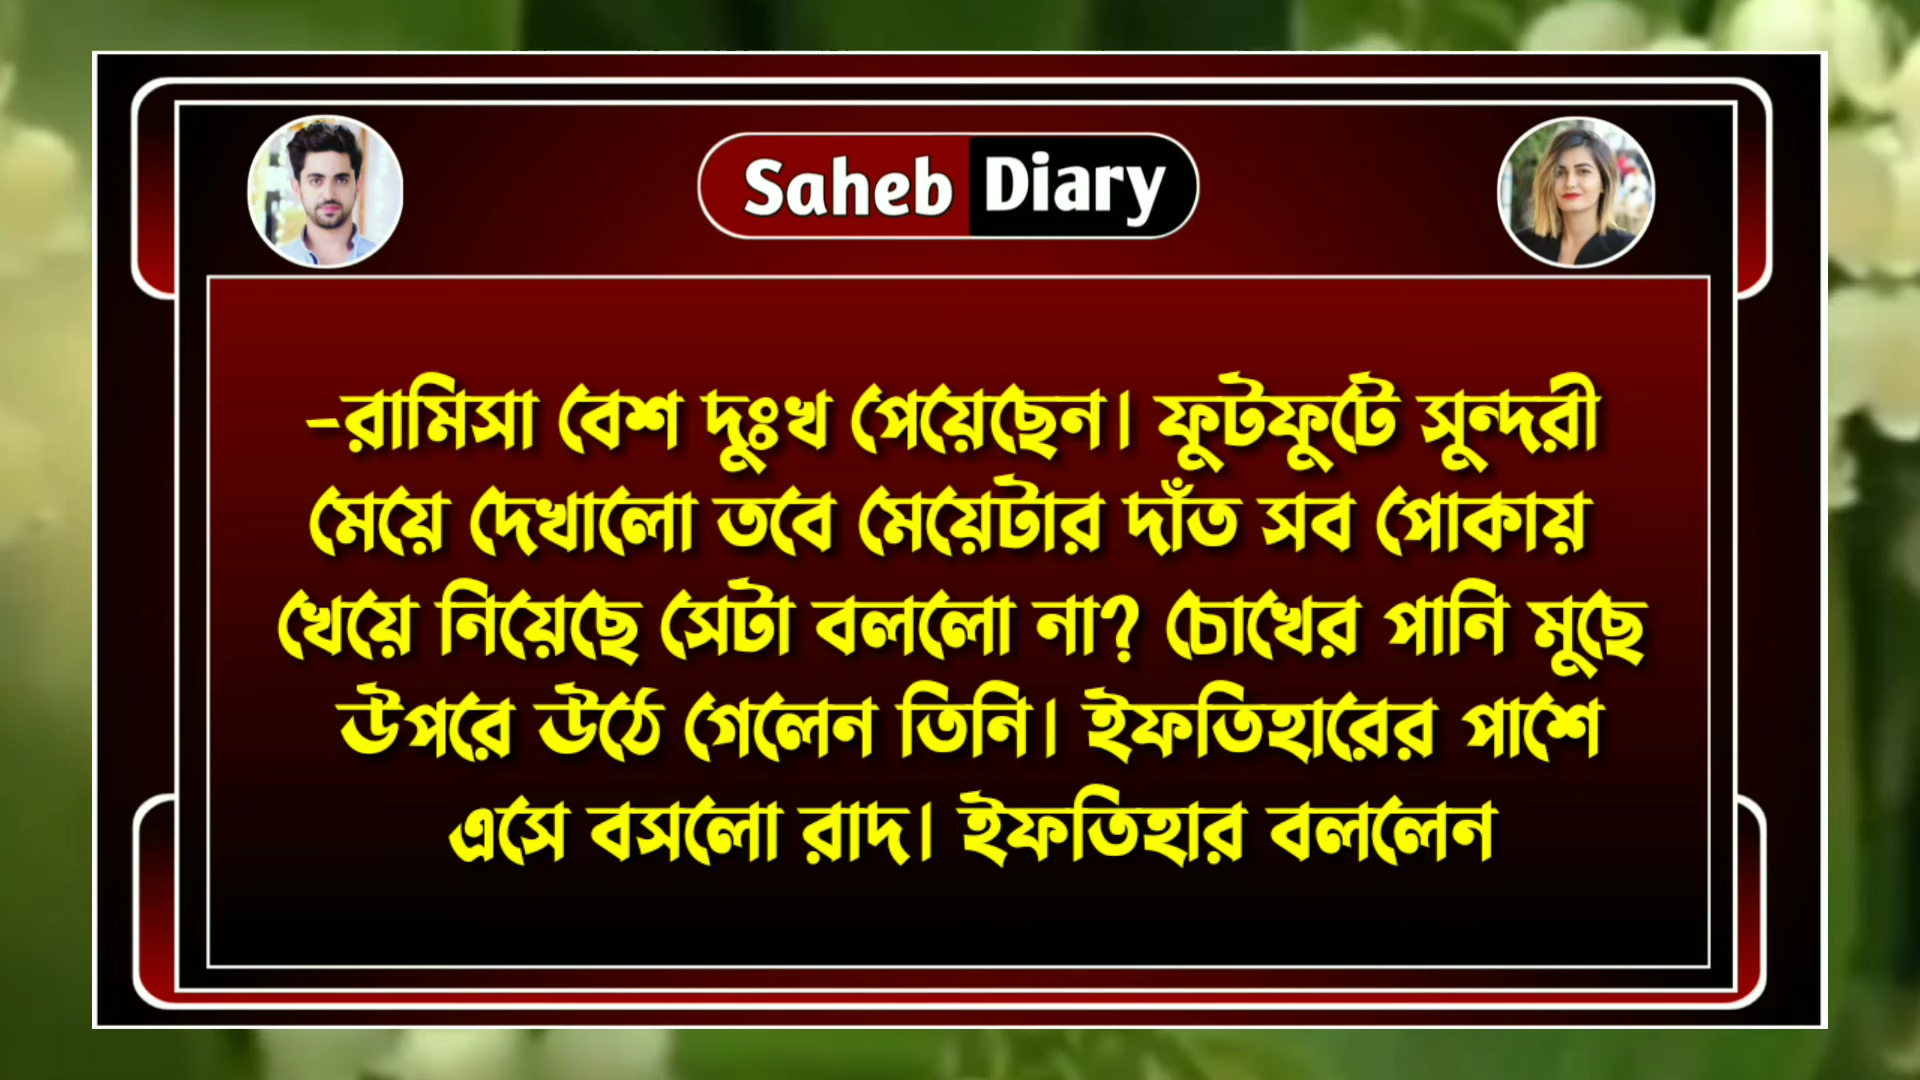 Saheb Diary
-রামিসা বেশ দুঃখ পেয়েছেন। ফুটফুটে সুন্দরী
মেয়ে দেখালো তবে মেয়েটার দাঁত সব পোকায়
খেয়ে নিয়েছে সেটা বললো না? চোখের পানি মুছে
উপরে উঠে গেলেন তিনি। ইফতিহারের পাশে
এসে বসলো রাদ। ইফতিহার বললেন